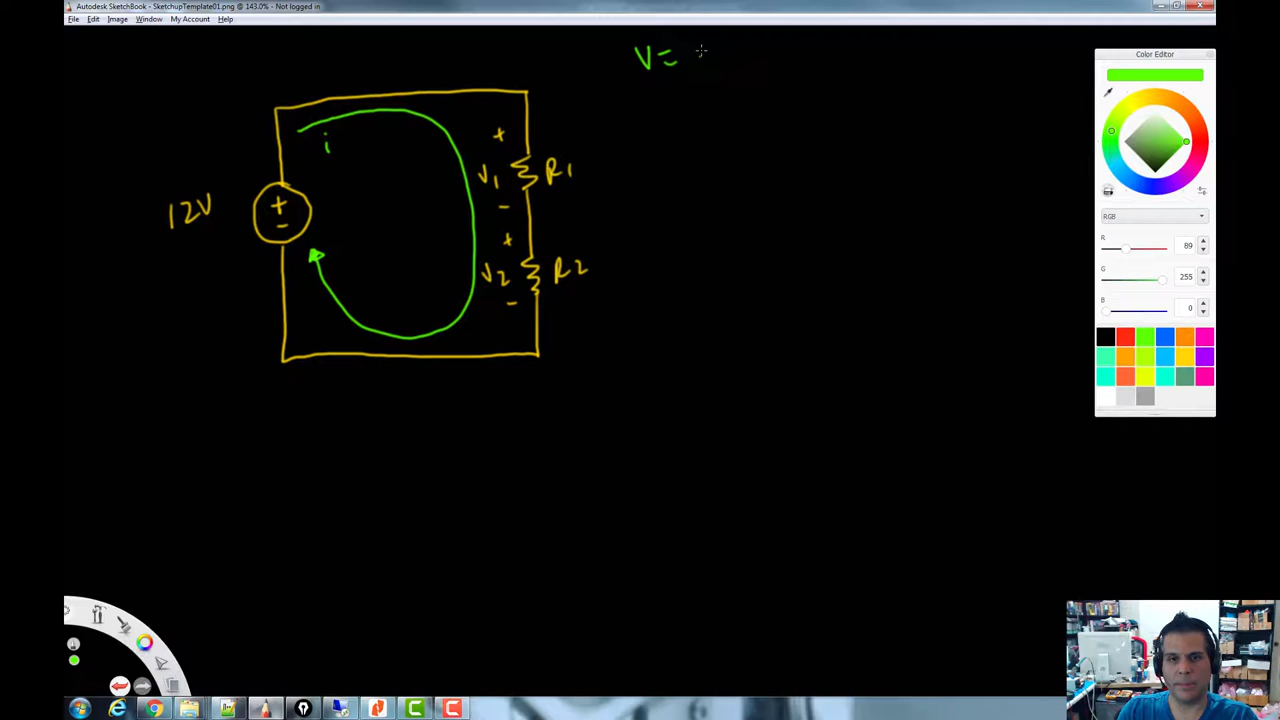 Autodesk SketchBook - SketchupTemplate01.png @ 143.0% - Not logged in
File Edit Image Window My Account Help
V=
Color Editor
i
+
V1 R1
-
12V
+
-
+
V2 R2
-
RGB
R 89
G 255
B 0